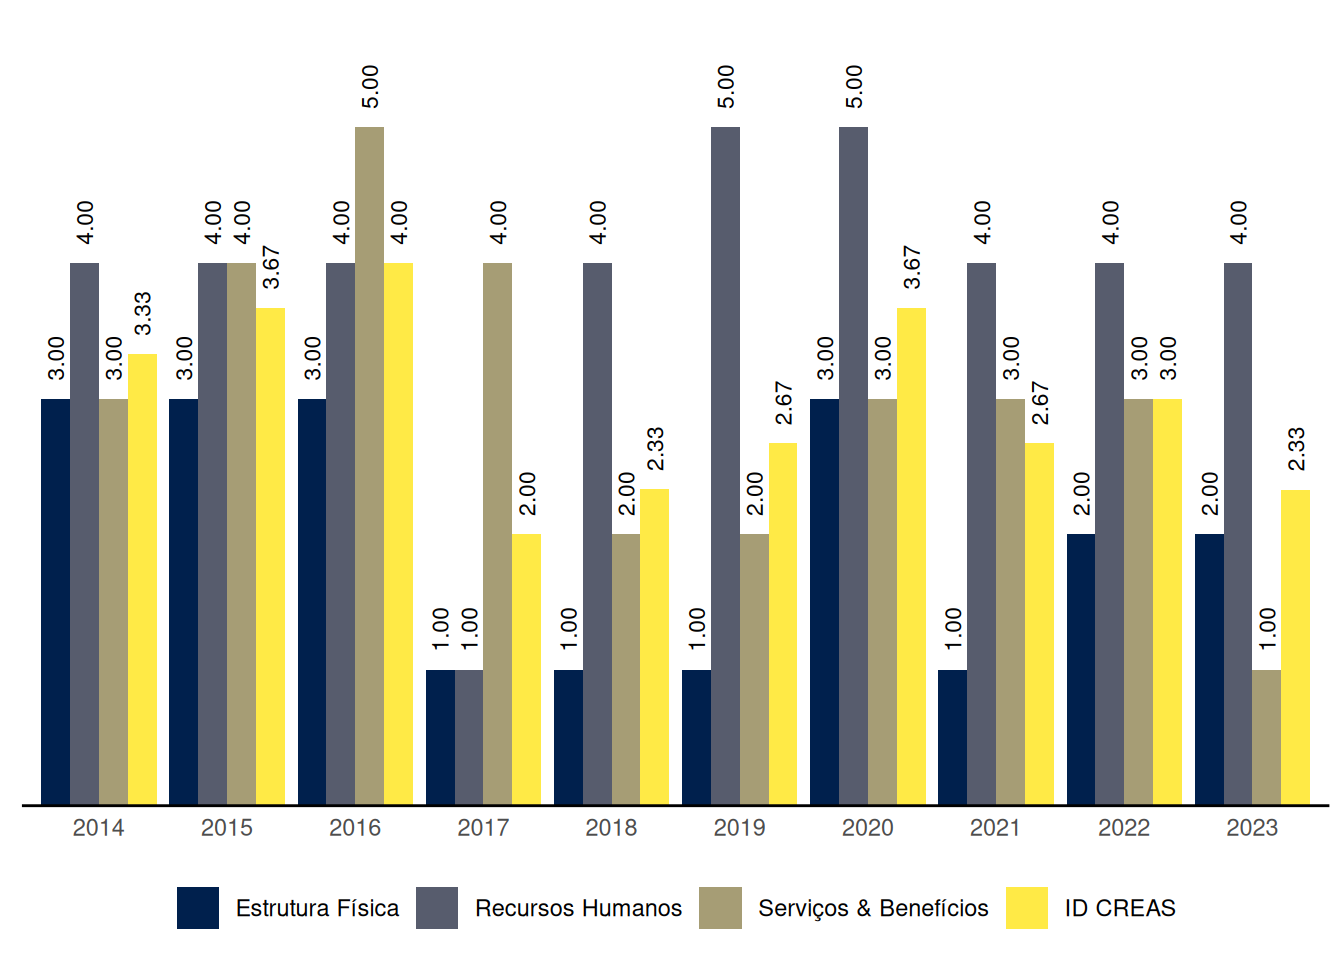 3.00 4.00 3.00 3.33
3.00 4.00 4.00 3.67
3.00 4.00 5.00 4.00
1.00 1.00 4.00 2.00
1.00 4.00 2.00 2.33
1.00 5.00 2.00 2.67
3.00 5.00 3.00 3.67
1.00 4.00 3.00 2.67
2.00 4.00 3.00 3.00
2.00 4.00 1.00 2.33
2014 2015 2016 2017 2018 2019 2020 2021 2022 2023
Estrutura Física Recursos Humanos Serviços & Benefícios ID CREAS